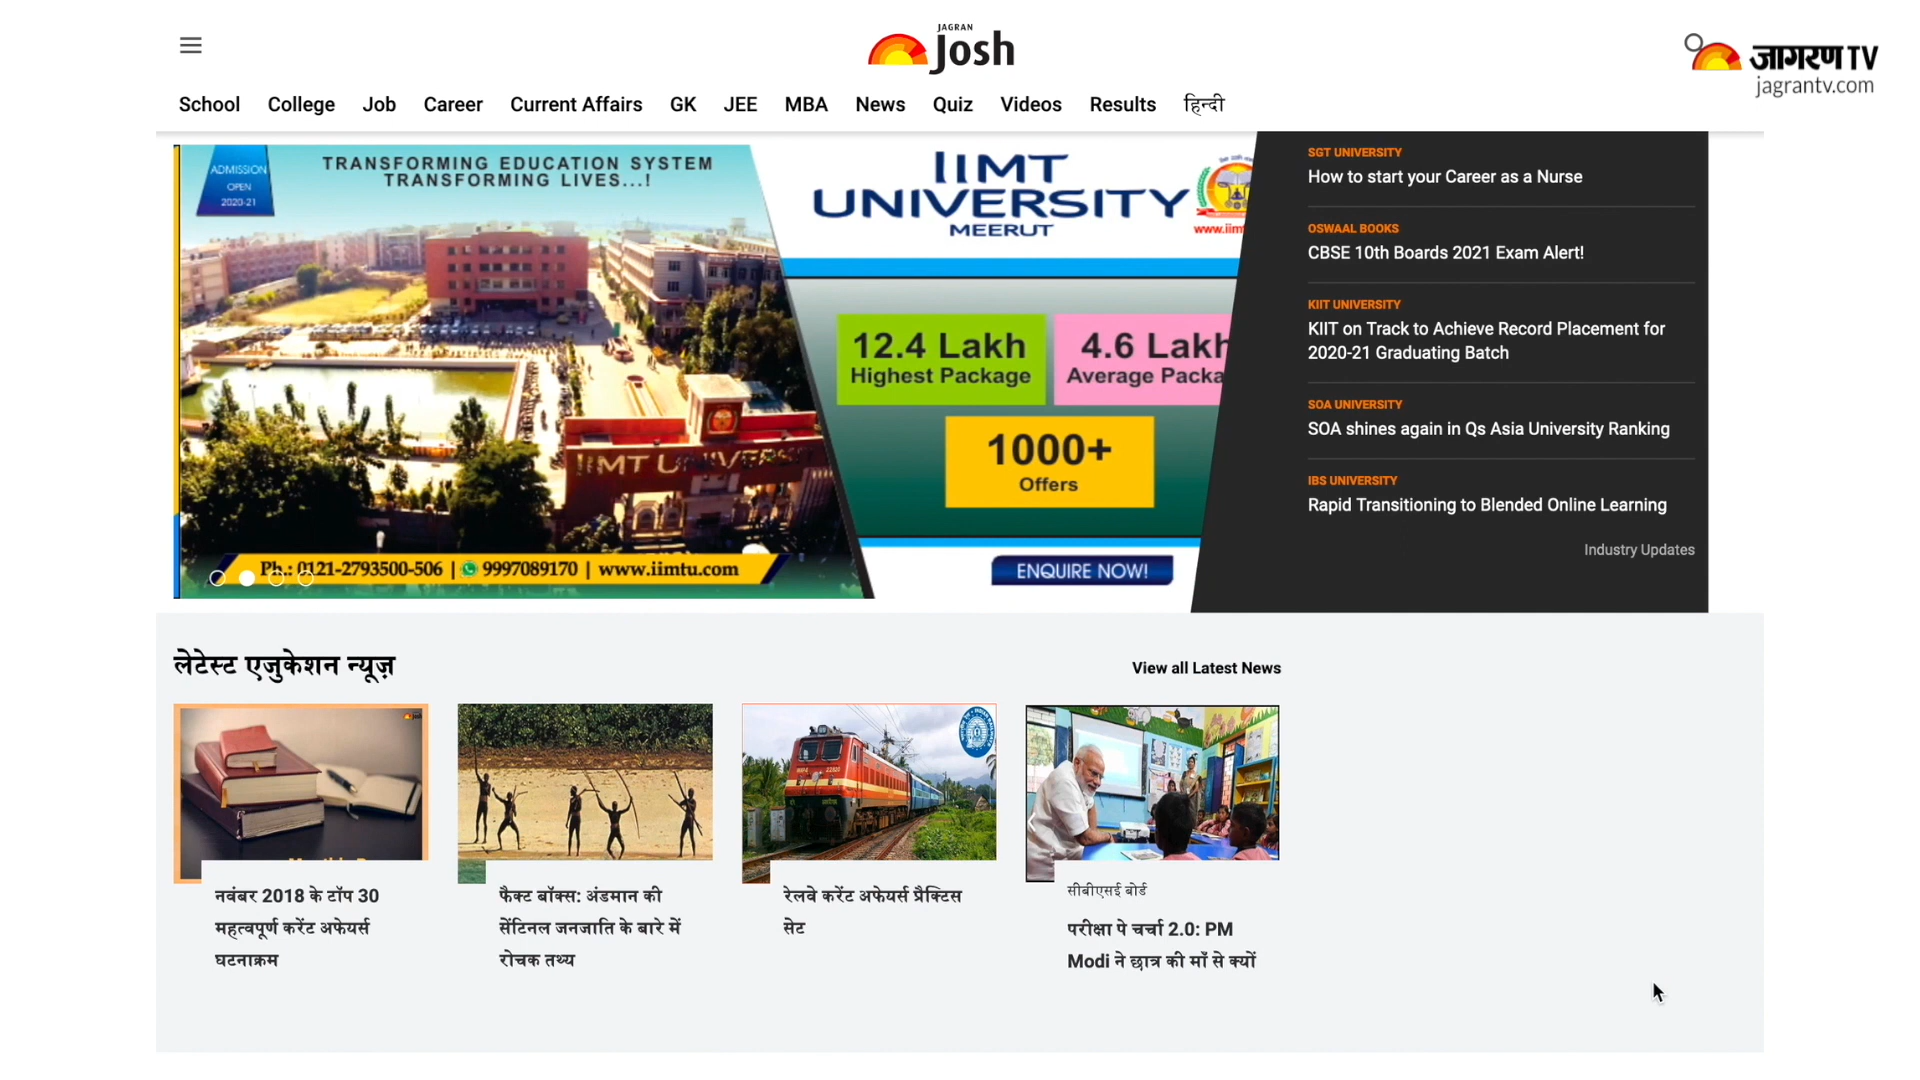 JAGRAN
Josh
जागरण TV
jagrantv.com
School College Job Career Current Affairs GK JEE MBA News Quiz Videos Results हिन्दी
ADMISSION
OPEN
2020-21
TRANSFORMING EDUCATION SYSTEM
TRANSFORMING LIVES...!
IIMT
UNIVERSITY
MEERUT
www.iim
12.4 Lakh
Highest Package
4.6 Lakh
Average Packa
1000+
Offers
IIMT UNIVERSITY
Ph.: 0121-2793500-506 | 9997089170 | www.iimtu.com
ENQUIRE NOW!
SGT UNIVERSITY
How to start your Career as a Nurse
OSWAAL BOOKS
CBSE 10th Boards 2021 Exam Alert!
KIIT UNIVERSITY
KIIT on Track to Achieve Record Placement for
2020-21 Graduating Batch
SOA UNIVERSITY
SOA shines again in Qs Asia University Ranking
IBS UNIVERSITY
Rapid Transitioning to Blended Online Learning
Industry Updates
लेटेस्ट एजुकेशन न्यूज़
View all Latest News
नवंबर 2018 के टॉप 30
महत्वपूर्ण करेंट अफेयर्स
घटनाक्रम
फैक्ट बॉक्स: अंडमान की
सेंटिनल जनजाति के बारे में
रोचक तथ्य
रेलवे करेंट अफेयर्स प्रैक्टिस
सेट
सीबीएसई बोर्ड
परीक्षा पे चर्चा 2.0: PM
Modi ने छात्र की माँ से क्यों